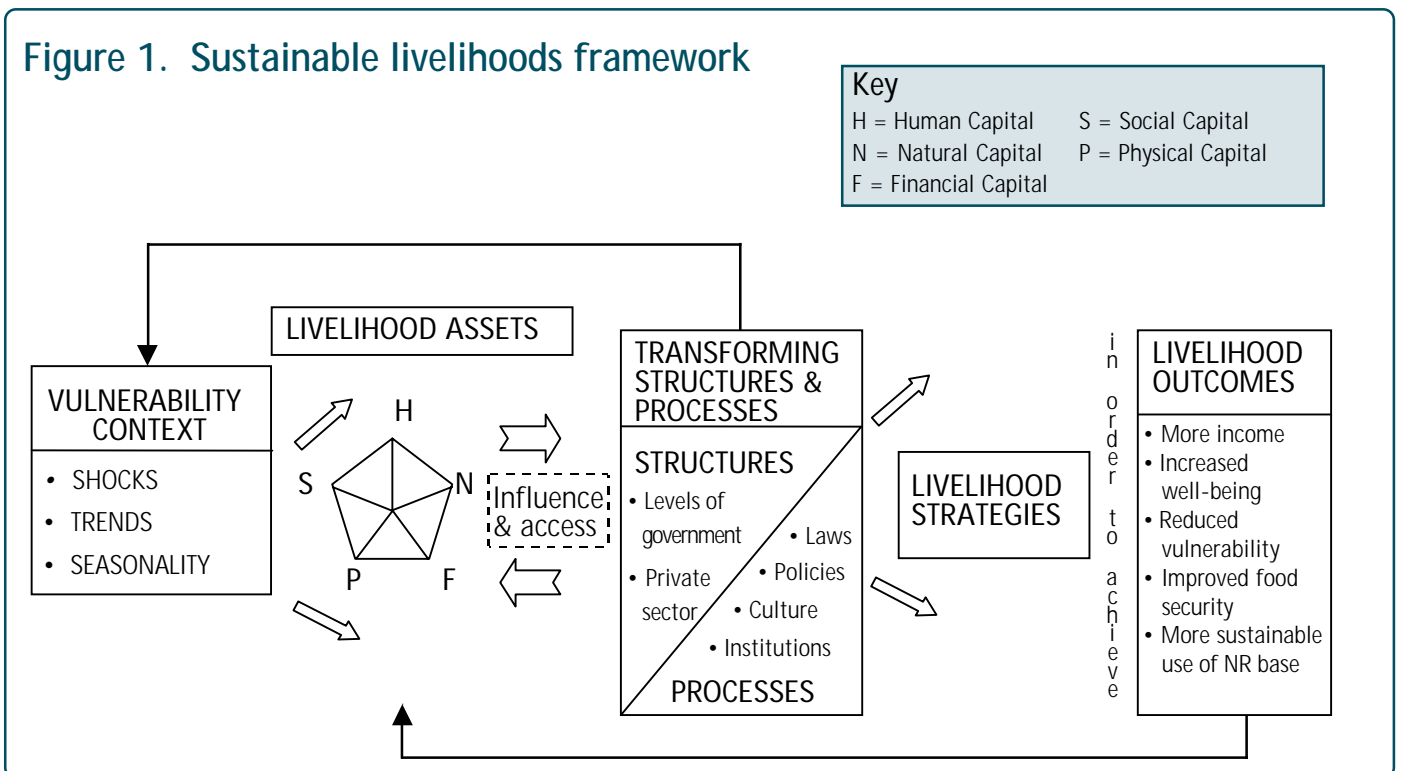 Figure 1. Sustainable livelihoods framework
Key
H = Human Capital S = Social Capital
N = Natural Capital P = Physical Capital
F = Financial Capital
LIVELIHOOD ASSETS
VULNERABILITY
CONTEXT
• SHOCKS
• TRENDS
• SEASONALITY
H
S
N
P
F
Influence
& access
TRANSFORMING
STRUCTURES &
PROCESSES
STRUCTURES
• Levels of
government
• Private
sector
• Laws
• Policies
• Culture
• Institutions
PROCESSES
LIVELIHOOD
STRATEGIES
in order to achieve
LIVELIHOOD
OUTCOMES
• More income
• Increased
well-being
• Reduced
vulnerability
• Improved food
security
• More sustainable
use of NR base